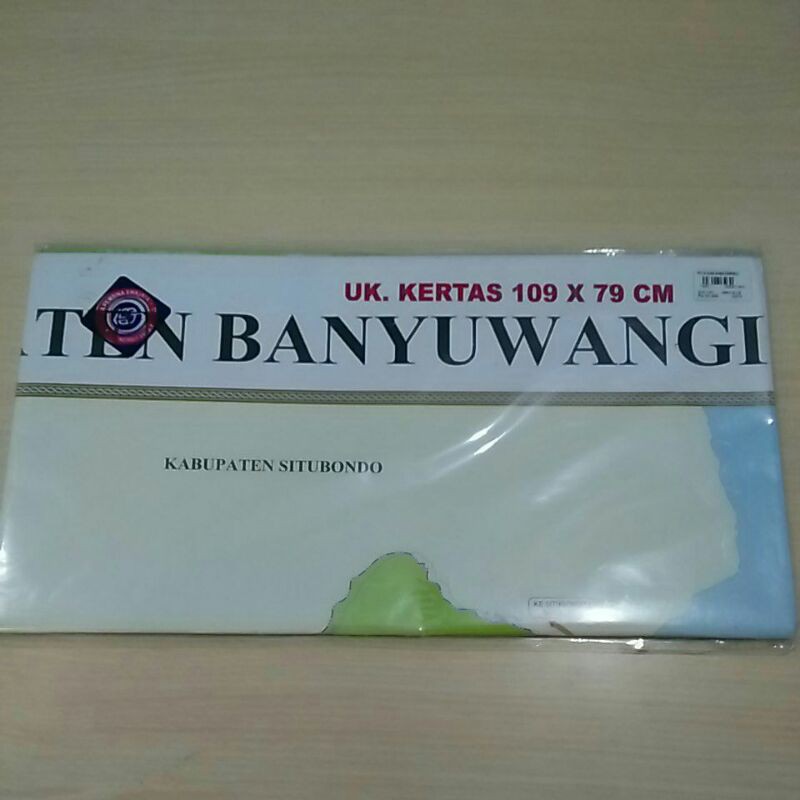 UK. KERTAS 109 X 79 CM
ATEN BANYUWANGI
KABUPATEN SITUBONDO